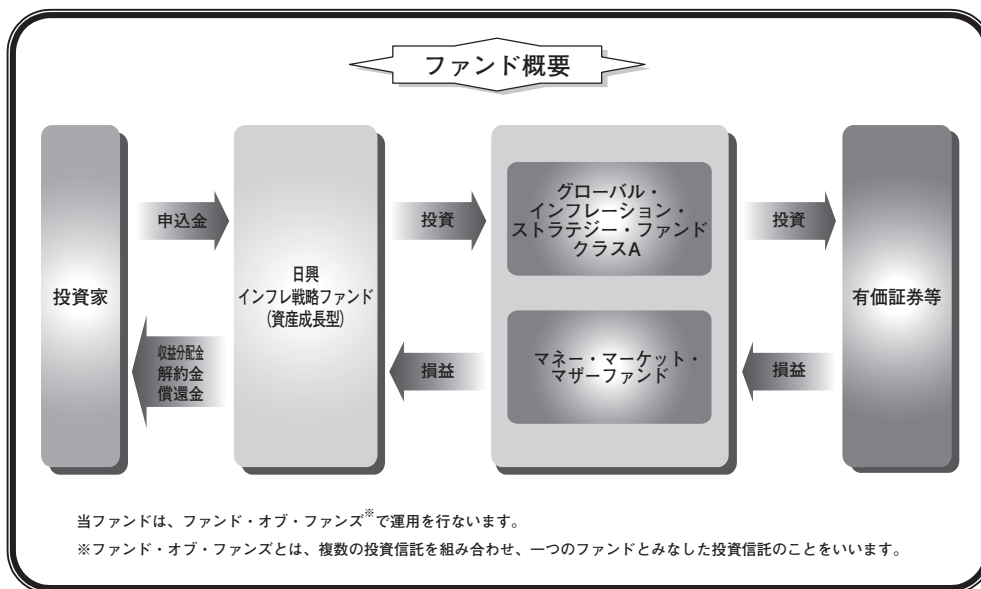 ファンド概要
投資家
申込金
収益分配金
解約金
償還金
日興
インフレ戦略ファンド
(資産成長型)
投資
損益
グローバル・
インフレーション・
ストラテジー・ファンド
クラスA
マネー・マーケット・
マザーファンド
投資
損益
有価証券等
当ファンドは、ファンド・オブ・ファンズ※で運用を行ないます。
※ファンド・オブ・ファンズとは、複数の投資信託を組み合わせ、一つのファンドとみなした投資信託のことをいいます。